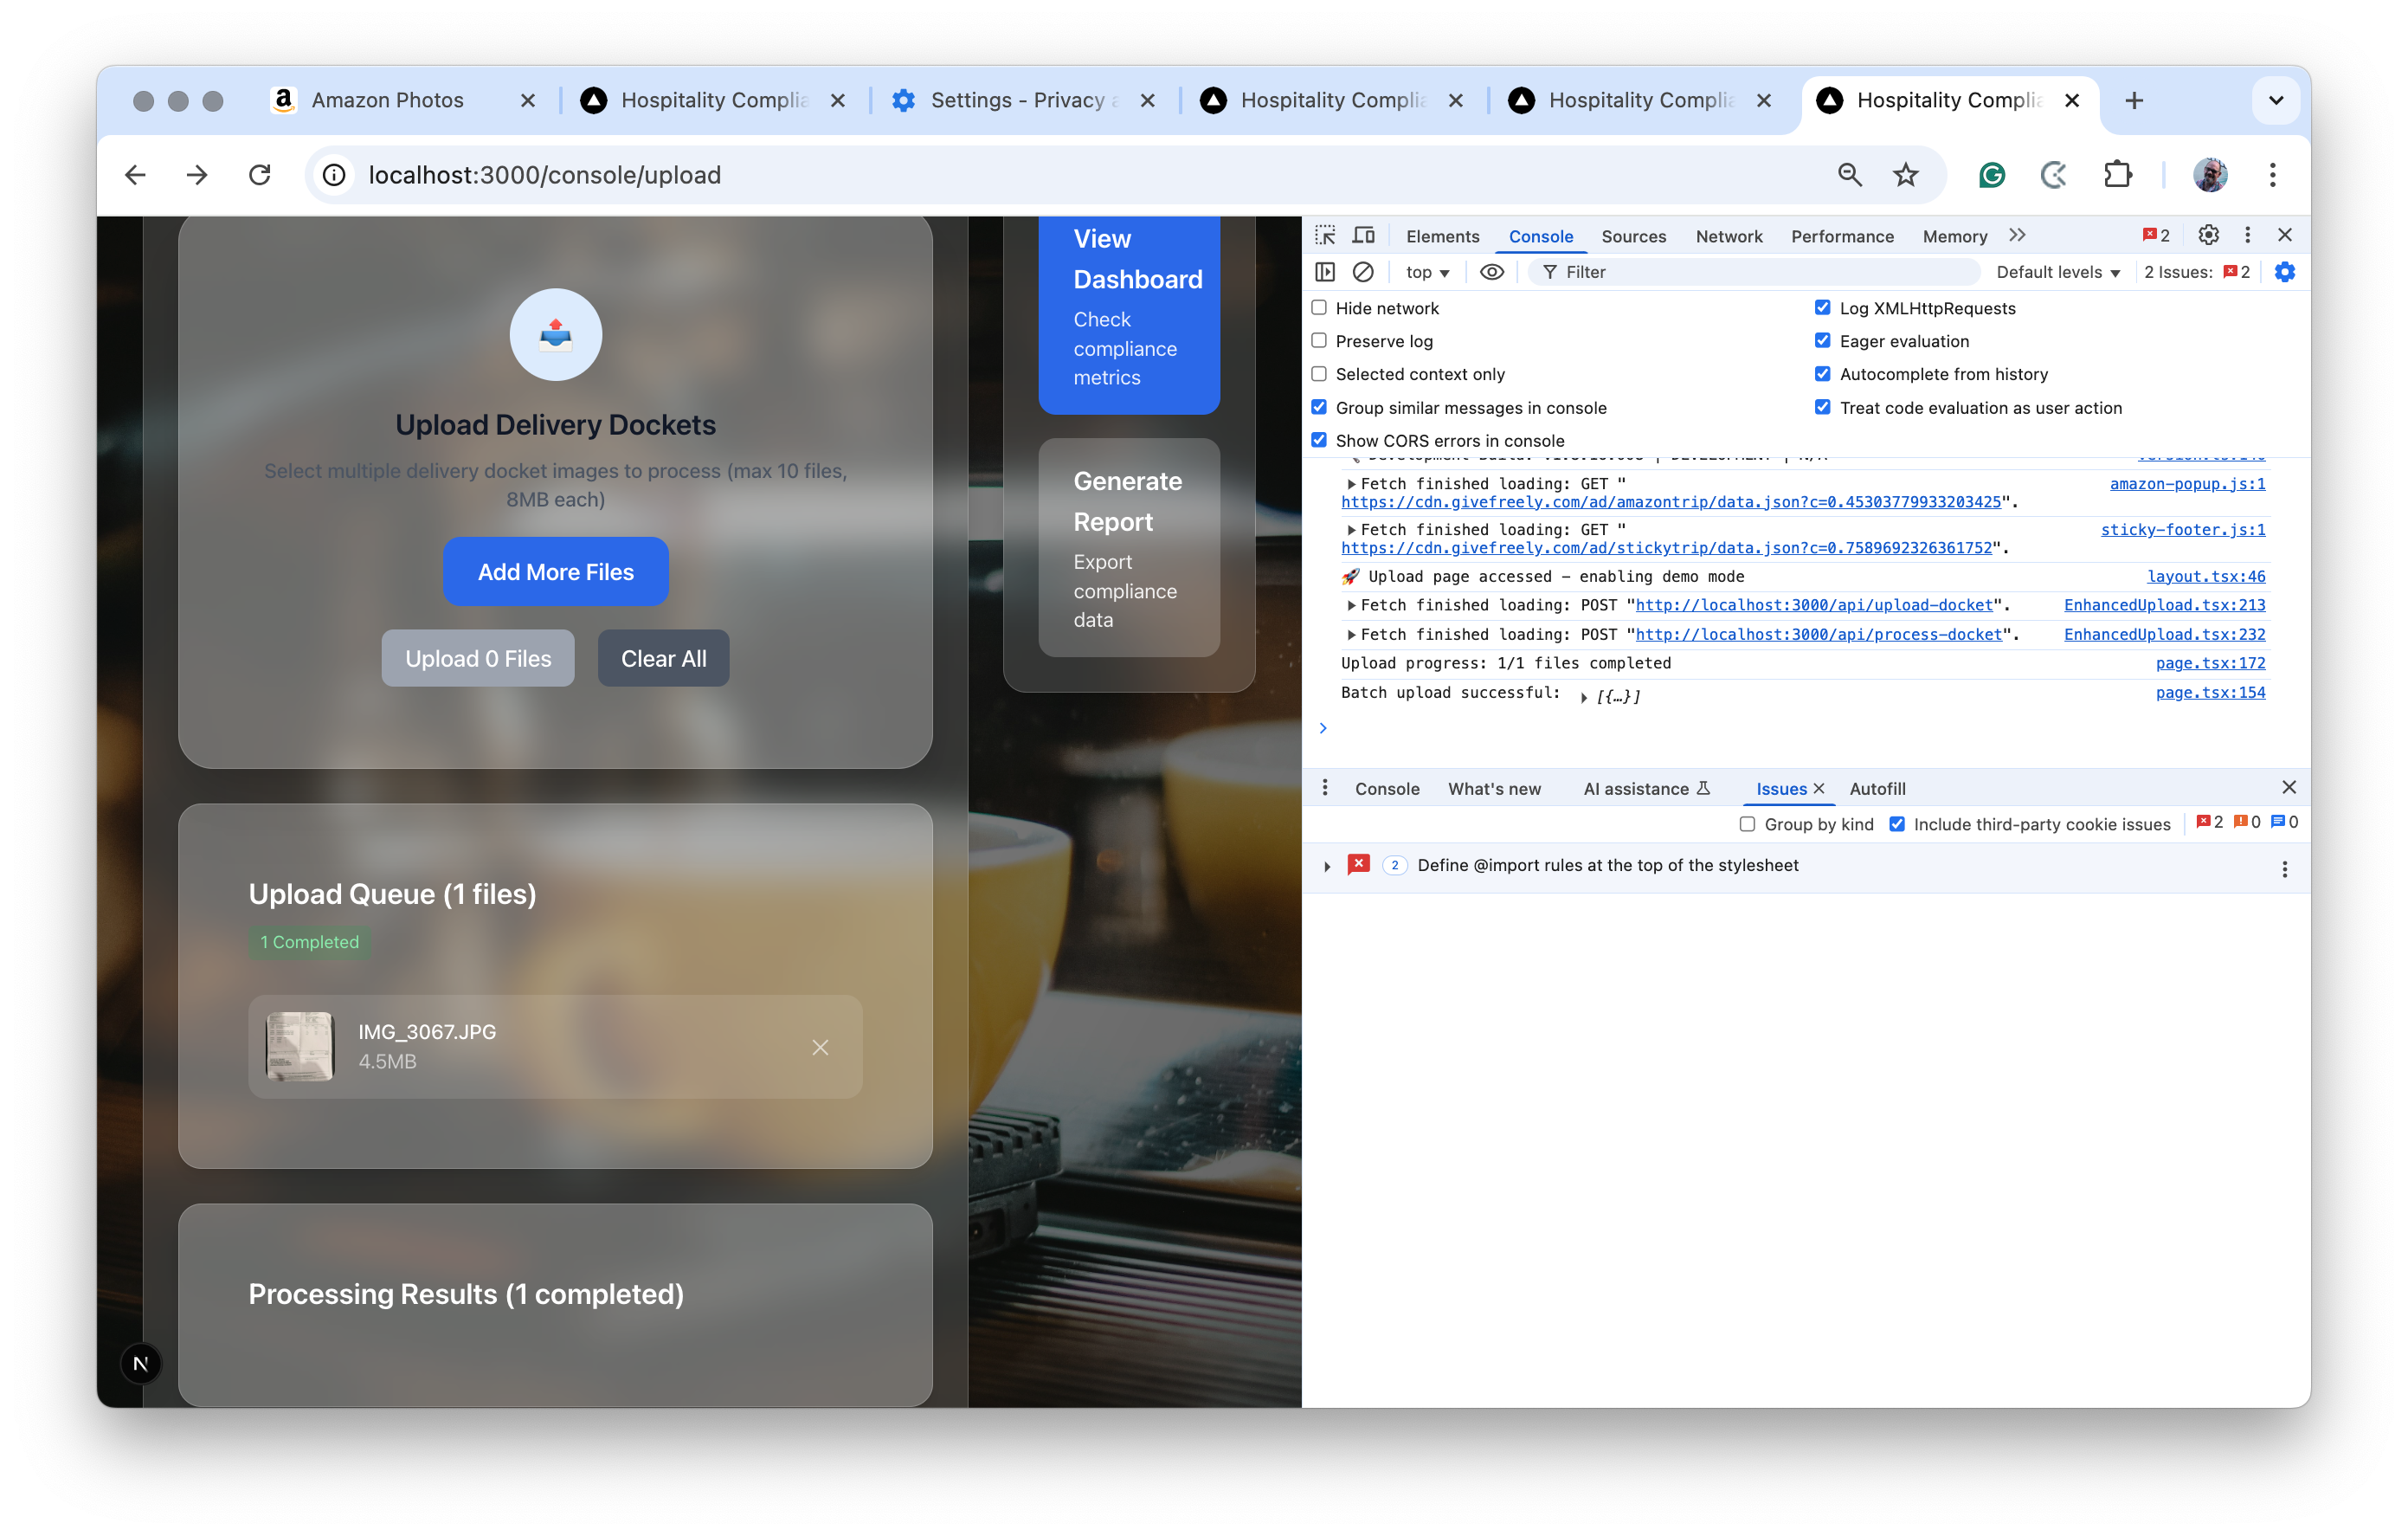 Amazon Photos
Hospitality Complia
Settings - Privacy a
Hospitality Complia
Hospitality Complia
Hospitality Complia
localhost:3000/console/upload
View
Dashboard
Check
compliance
metrics
Generate
Report
Export
compliance
data
Upload Delivery Dockets
Select multiple delivery docket images to process (max 10 files,
8MB each)
Add More Files
Upload 0 Files
Clear All
Upload Queue (1 files)
1 Completed
IMG_3067.JPG
4.5MB
Processing Results (1 completed)
N
Elements
Console
Sources
Network
Performance
Memory
2
top
Filter
Default levels
2 Issues: 2
Hide network
Log XMLHttpRequests
Preserve log
Eager evaluation
Selected context only
Autocomplete from history
Group similar messages in console
Treat code evaluation as user action
Show CORS errors in console
Fetch finished loading: GET "
amazon-popup.js:1
https://cdn.givefreely.com/ad/amazontrip/data.json?c=0.45303779933203425".
Fetch finished loading: GET "
sticky-footer.js:1
https://cdn.givefreely.com/ad/stickytrip/data.json?c=0.7589692326361752".
🚀 Upload page accessed – enabling demo mode
layout.tsx:46
Fetch finished loading: POST "http://localhost:3000/api/upload-docket".
EnhancedUpload.tsx:213
Fetch finished loading: POST "http://localhost:3000/api/process-docket".
EnhancedUpload.tsx:232
Upload progress: 1/1 files completed
page.tsx:172
Batch upload successful: [{…}]
page.tsx:154
Console
What's new
AI assistance
Issues
Autofill
Group by kind
Include third-party cookie issues
2
0
0
2
Define @import rules at the top of the stylesheet